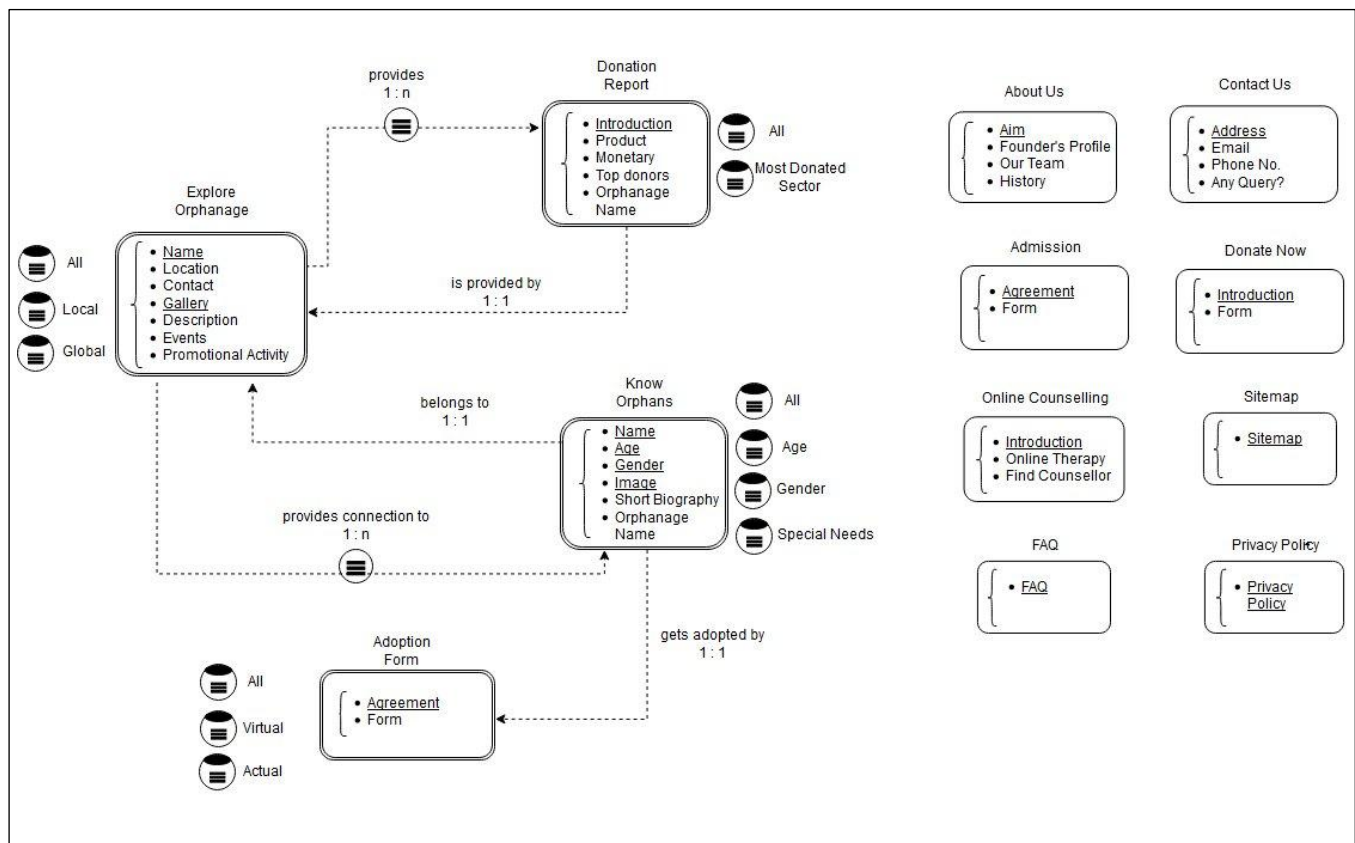 provides
1 : n
Donation
Report
Introduction
Product
Monetary
Top donors
Orphanage
Name
All
Most Donated
Sector
Explore
Orphanage
Name
Location
Contact
Gallery
Description
Events
Promotional Activity
All
Local
Global
is provided by
1 : 1
belongs to
1 : 1
Know
Orphans
Name
Age
Gender
Image
Short Biography
Orphanage
Name
All
Age
Gender
Special Needs
provides connection to
1 : n
gets adopted by
1 : 1
Adoption
Form
Agreement
Form
All
Virtual
Actual
About Us
Aim
Founder's Profile
Our Team
History
Contact Us
Address
Email
Phone No.
Any Query?
Admission
Agreement
Form
Donate Now
Introduction
Form
Online Counselling
Introduction
Online Therapy
Find Counsellor
Sitemap
Sitemap
FAQ
FAQ
Privacy Policy
Privacy
Policy